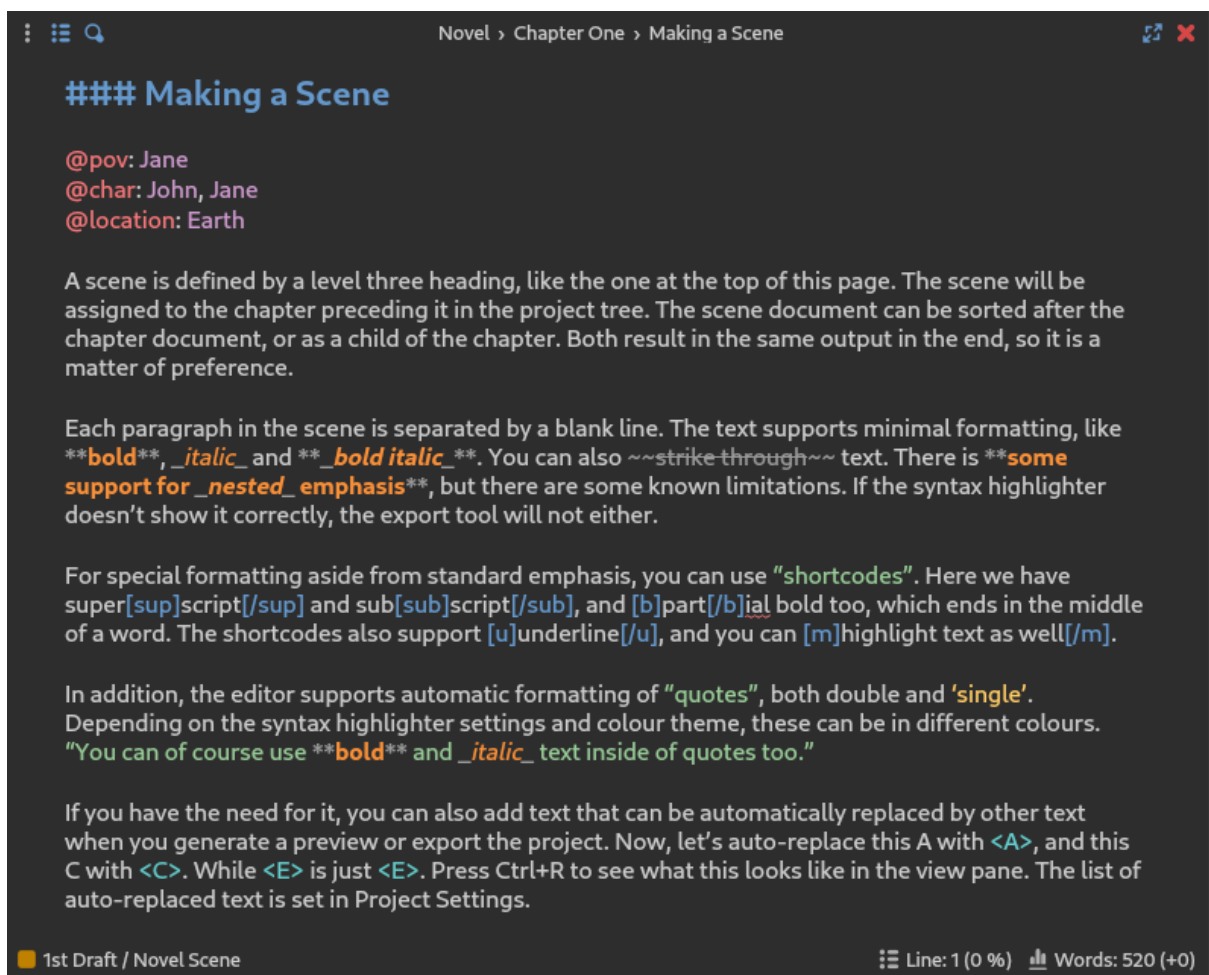 Novel › Chapter One › Making a Scene
### Making a Scene
@pov: Jane
@char: John, Jane
@location: Earth
A scene is defined by a level three heading, like the one at the top of this page. The scene will be
assigned to the chapter preceding it in the project tree. The scene document can be sorted after the
chapter document, or as a child of the chapter. Both result in the same output in the end, so it is a
matter of preference.
Each paragraph in the scene is separated by a blank line. The text supports minimal formatting, like
**bold**, _italic_ and **_bold italic_**. You can also ~~strike through~~ text. There is **some
support for _nested_ emphasis**, but there are some known limitations. If the syntax highlighter
doesn’t show it correctly, the export tool will not either.
For special formatting aside from standard emphasis, you can use “shortcodes”. Here we have
super[sup]script[/sup] and sub[sub]script[/sub], and [b]part[/b]ial bold too, which ends in the middle
of a word. The shortcodes also support [u]underline[/u], and you can [m]highlight text as well[/m].
In addition, the editor supports automatic formatting of “quotes”, both double and ‘single’.
Depending on the syntax highlighter settings and colour theme, these can be in different colours.
“You can of course use **bold** and _italic_ text inside of quotes too.”
If you have the need for it, you can also add text that can be automatically replaced by other text
when you generate a preview or export the project. Now, let’s auto-replace this A with <A>, and this
C with <C>. While <E> is just <E>. Press Ctrl+R to see what this looks like in the view pane. The list of
auto-replaced text is set in Project Settings.
1st Draft / Novel Scene
Line: 1 (0 %) Words: 520 (+0)